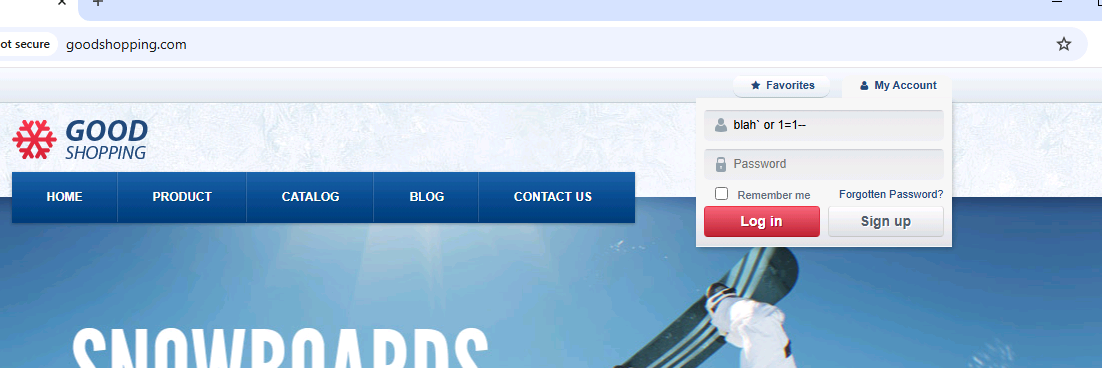 ot secure goodshopping.com
Favorites My Account
GOOD
SHOPPING
blah` or 1=1--
Password
Remember me Forgotten Password?
Log in Sign up
HOME PRODUCT CATALOG BLOG CONTACT US
SNOWBOARDS